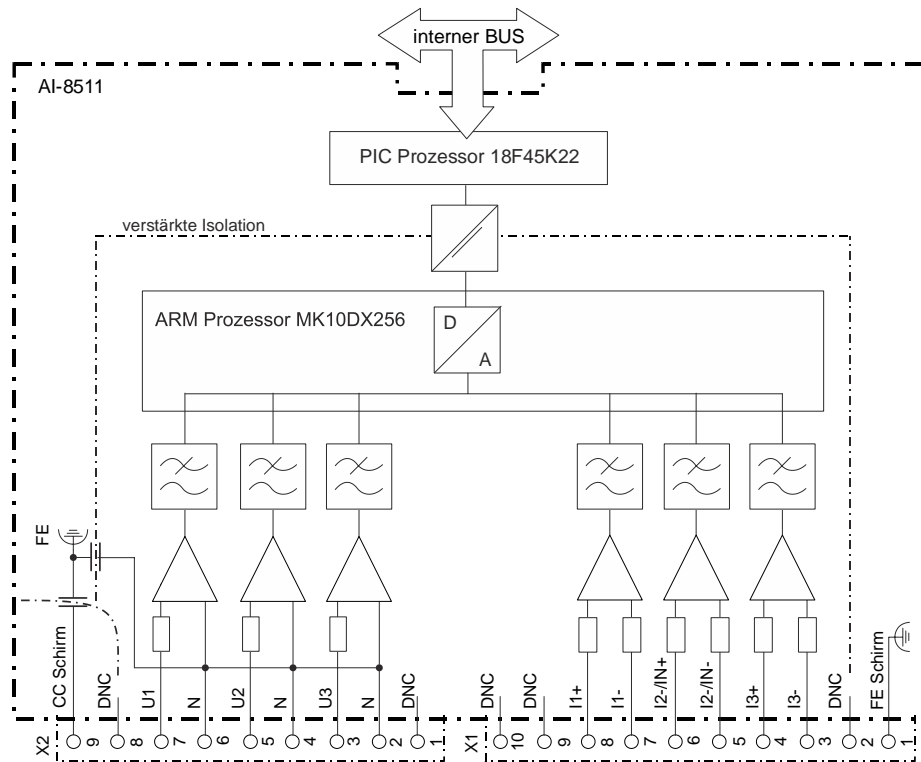 interner BUS
AI-8511
PIC Prozessor 18F45K22
verstärkte Isolation
ARM Prozessor MK10DX256
D
A
FE
CC Schirm
DNC
U1
N
U2
N
U3
N
DNC
DNC
DNC
I1+
I1-
I2-/IN+
I2-/IN-
I3+
I3-
DNC
FE Schirm
X2
9
8
7
6
5
4
3
2
1
X1
10
9
8
7
6
5
4
3
2
1